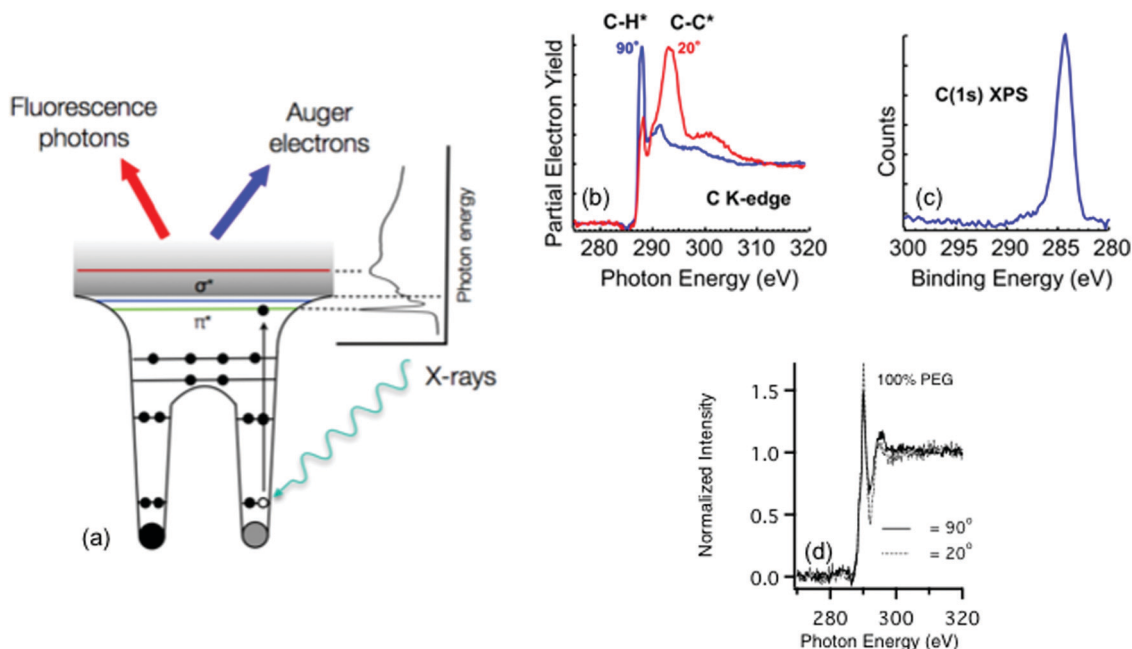 Fluorescence
photons
Auger
electrons
Photon energy
σ*
π*
X-rays
(a)
C-H*
C-C*
90°
20°
Partial Electron Yield
(b)
C K-edge
280 290 300 310 320
Photon Energy (eV)
C(1s) XPS
Counts
(c)
300 295 290 284 280
Binding Energy (eV)
100% PEG
1.5
1.0
0.5
0.0
Normalized Intensity
= 90°
= 20°
(d)
280 300 320
Photon Energy (eV)